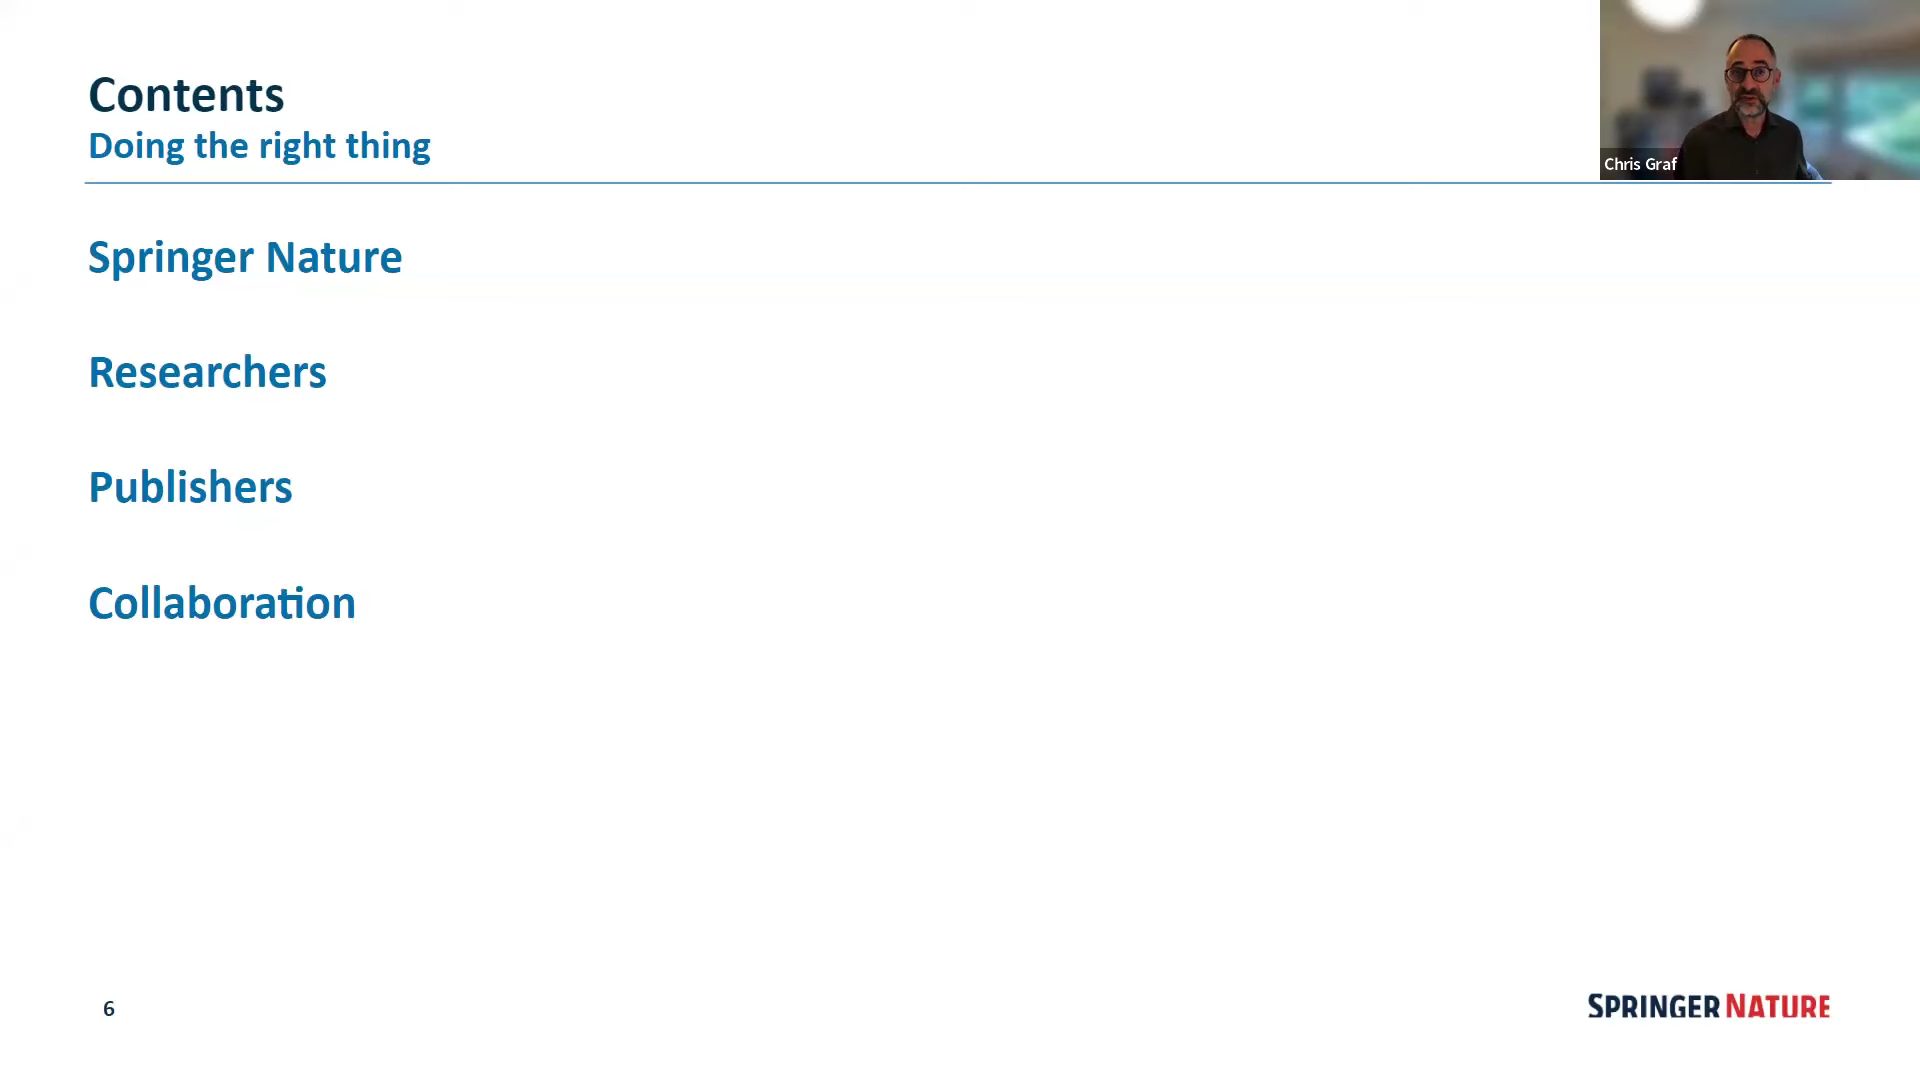 Contents
Doing the right thing
Chris Graf
Springer Nature
Researchers
Publishers
Collaboration
6
SPRINGER NATURE